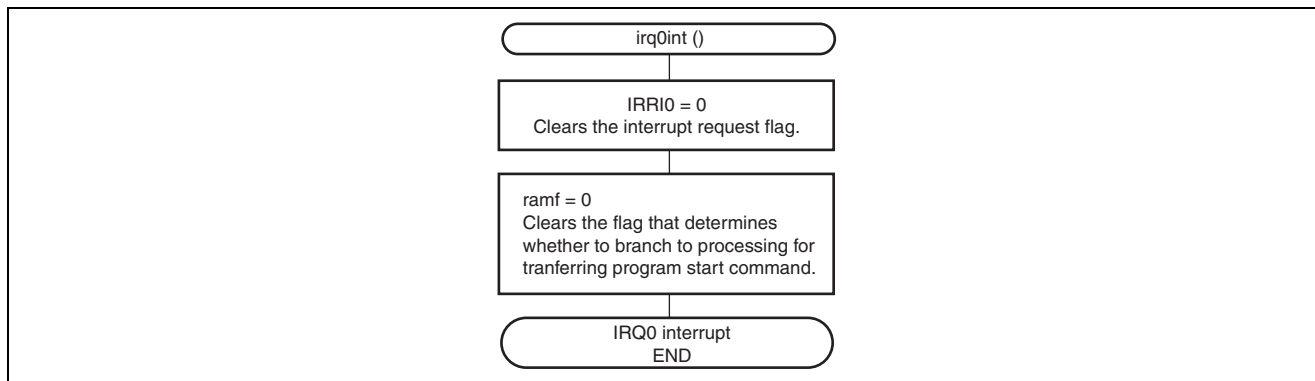 irq0int ()
IRRI0 = 0
Clears the interrupt request flag.
ramf = 0
Clears the flag that determines
whether to branch to processing for
tranferring program start command.
IRQ0 interrupt
END